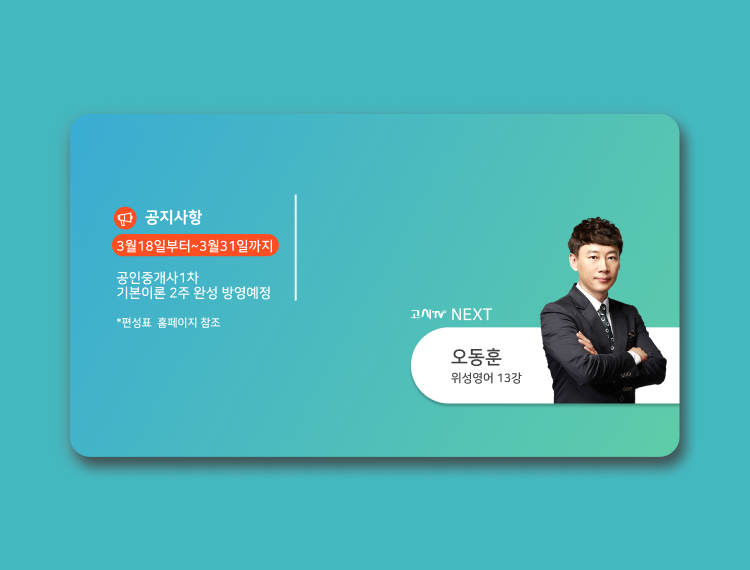 공지사항
3월18일부터~3월31일까지
공인중개사1차
기본이론 2주 완성 방영예정
*편성표 홈페이지 참조
고시TV NEXT
오동훈
위성영어 13강